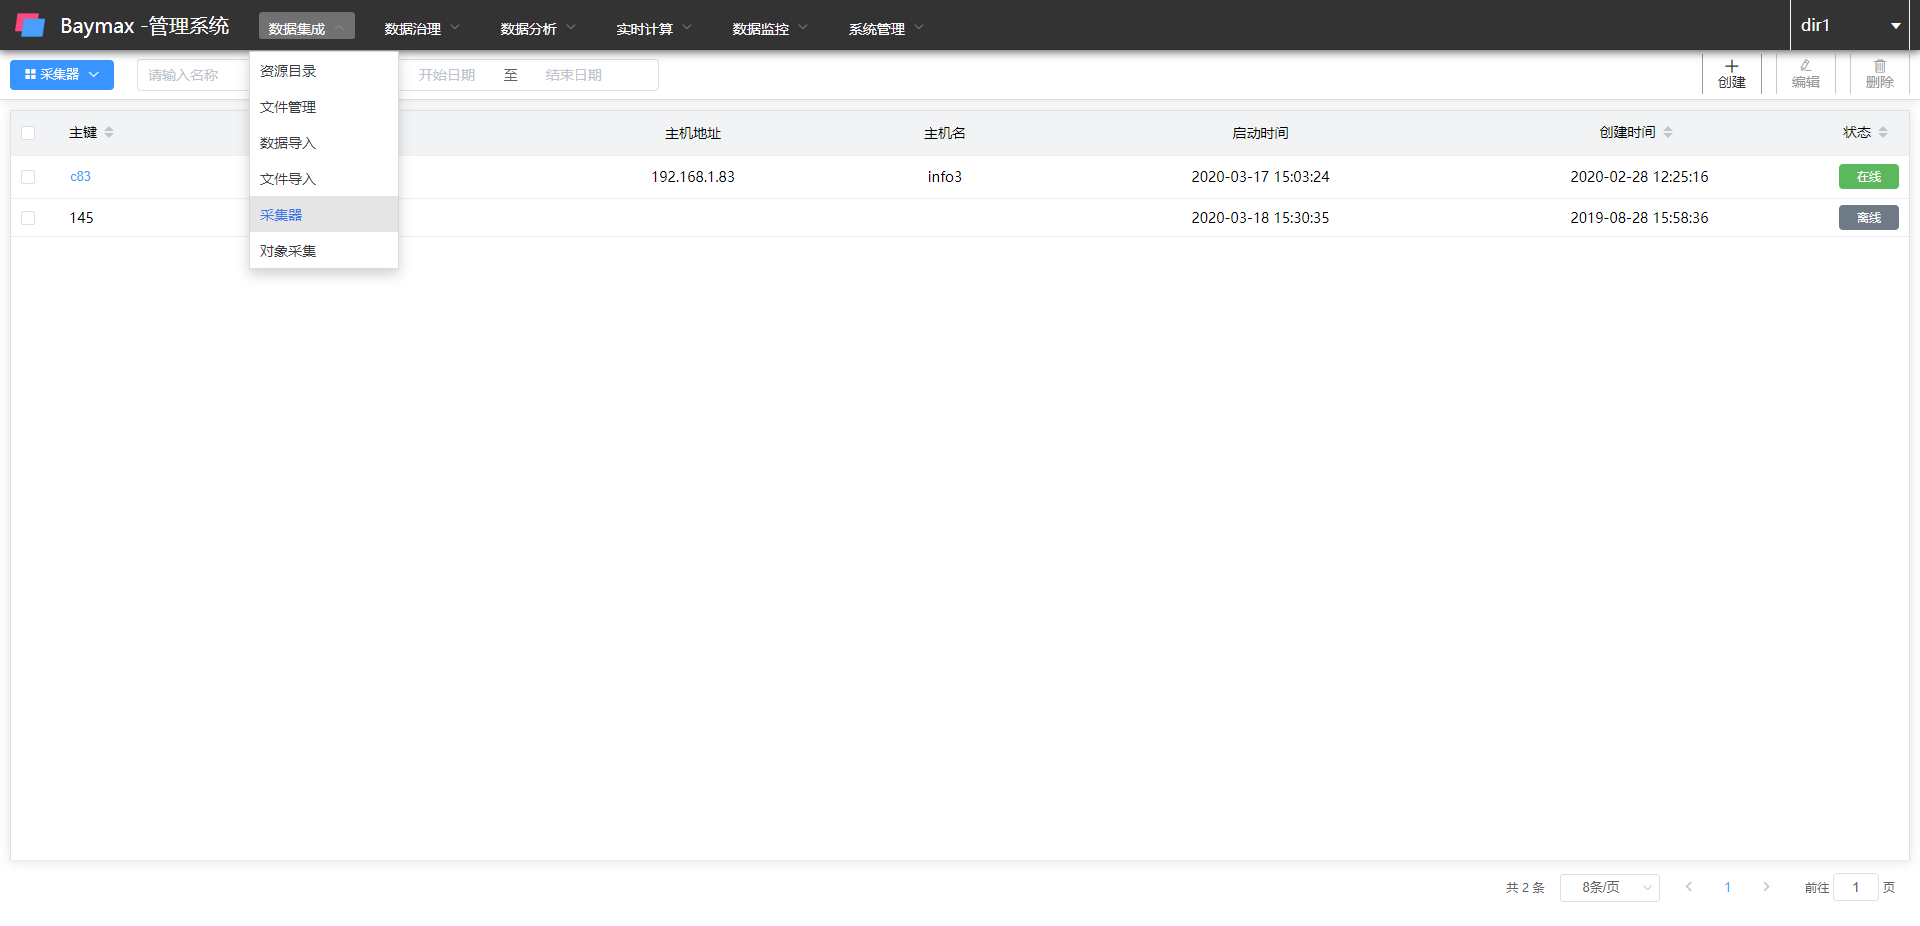 Baymax -管理系统 数据集成 数据治理 数据分析 实时计算 数据监控 系统管理 dir1
采集器 请输入名称 开始日期 至 结束日期 创建 编辑 删除
资源目录
文件管理
数据导入
文件导入
采集器
对象采集
主键 主机地址 主机名 启动时间 创建时间 状态
c83 192.168.1.83 info3 2020-03-17 15:03:24 2020-02-28 12:25:16 在线
145 2020-03-18 15:30:35 2019-08-28 15:58:36 离线
共 2 条 8条/页 1 前往 1 页